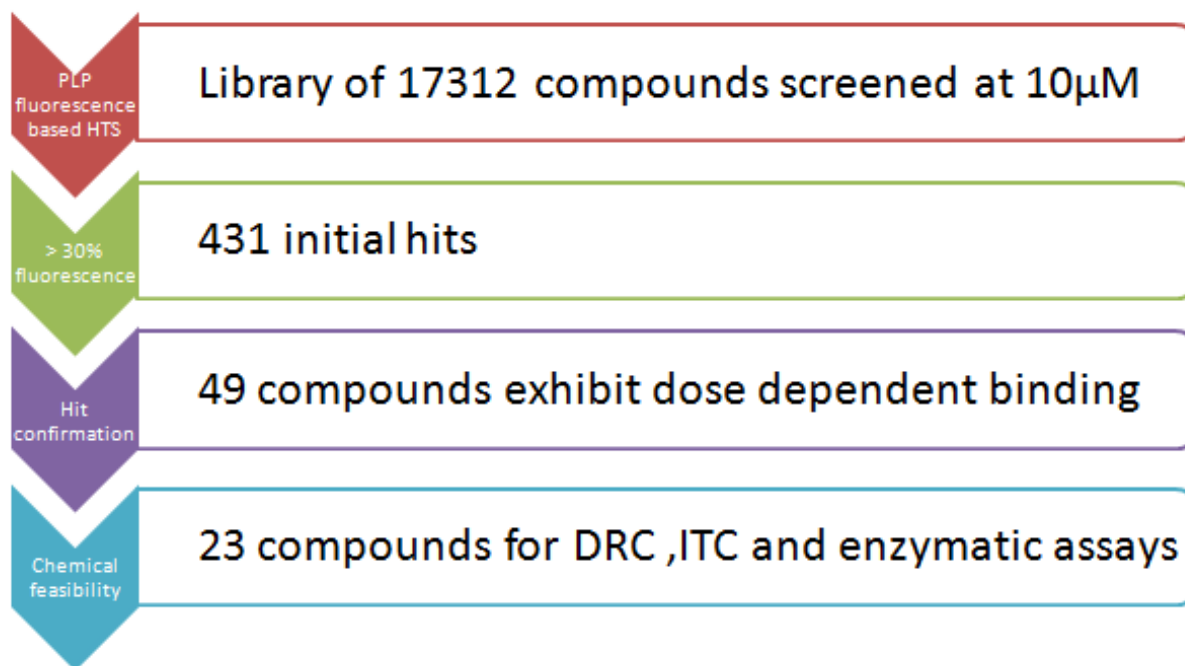 PLP
fluorescence
based HTS
Library of 17312 compounds screened at 10µM
> 30%
fluorescence
431 initial hits
Hit
confirmation
49 compounds exhibit dose dependent binding
Chemical
feasibility
23 compounds for DRC ,ITC and enzymatic assays